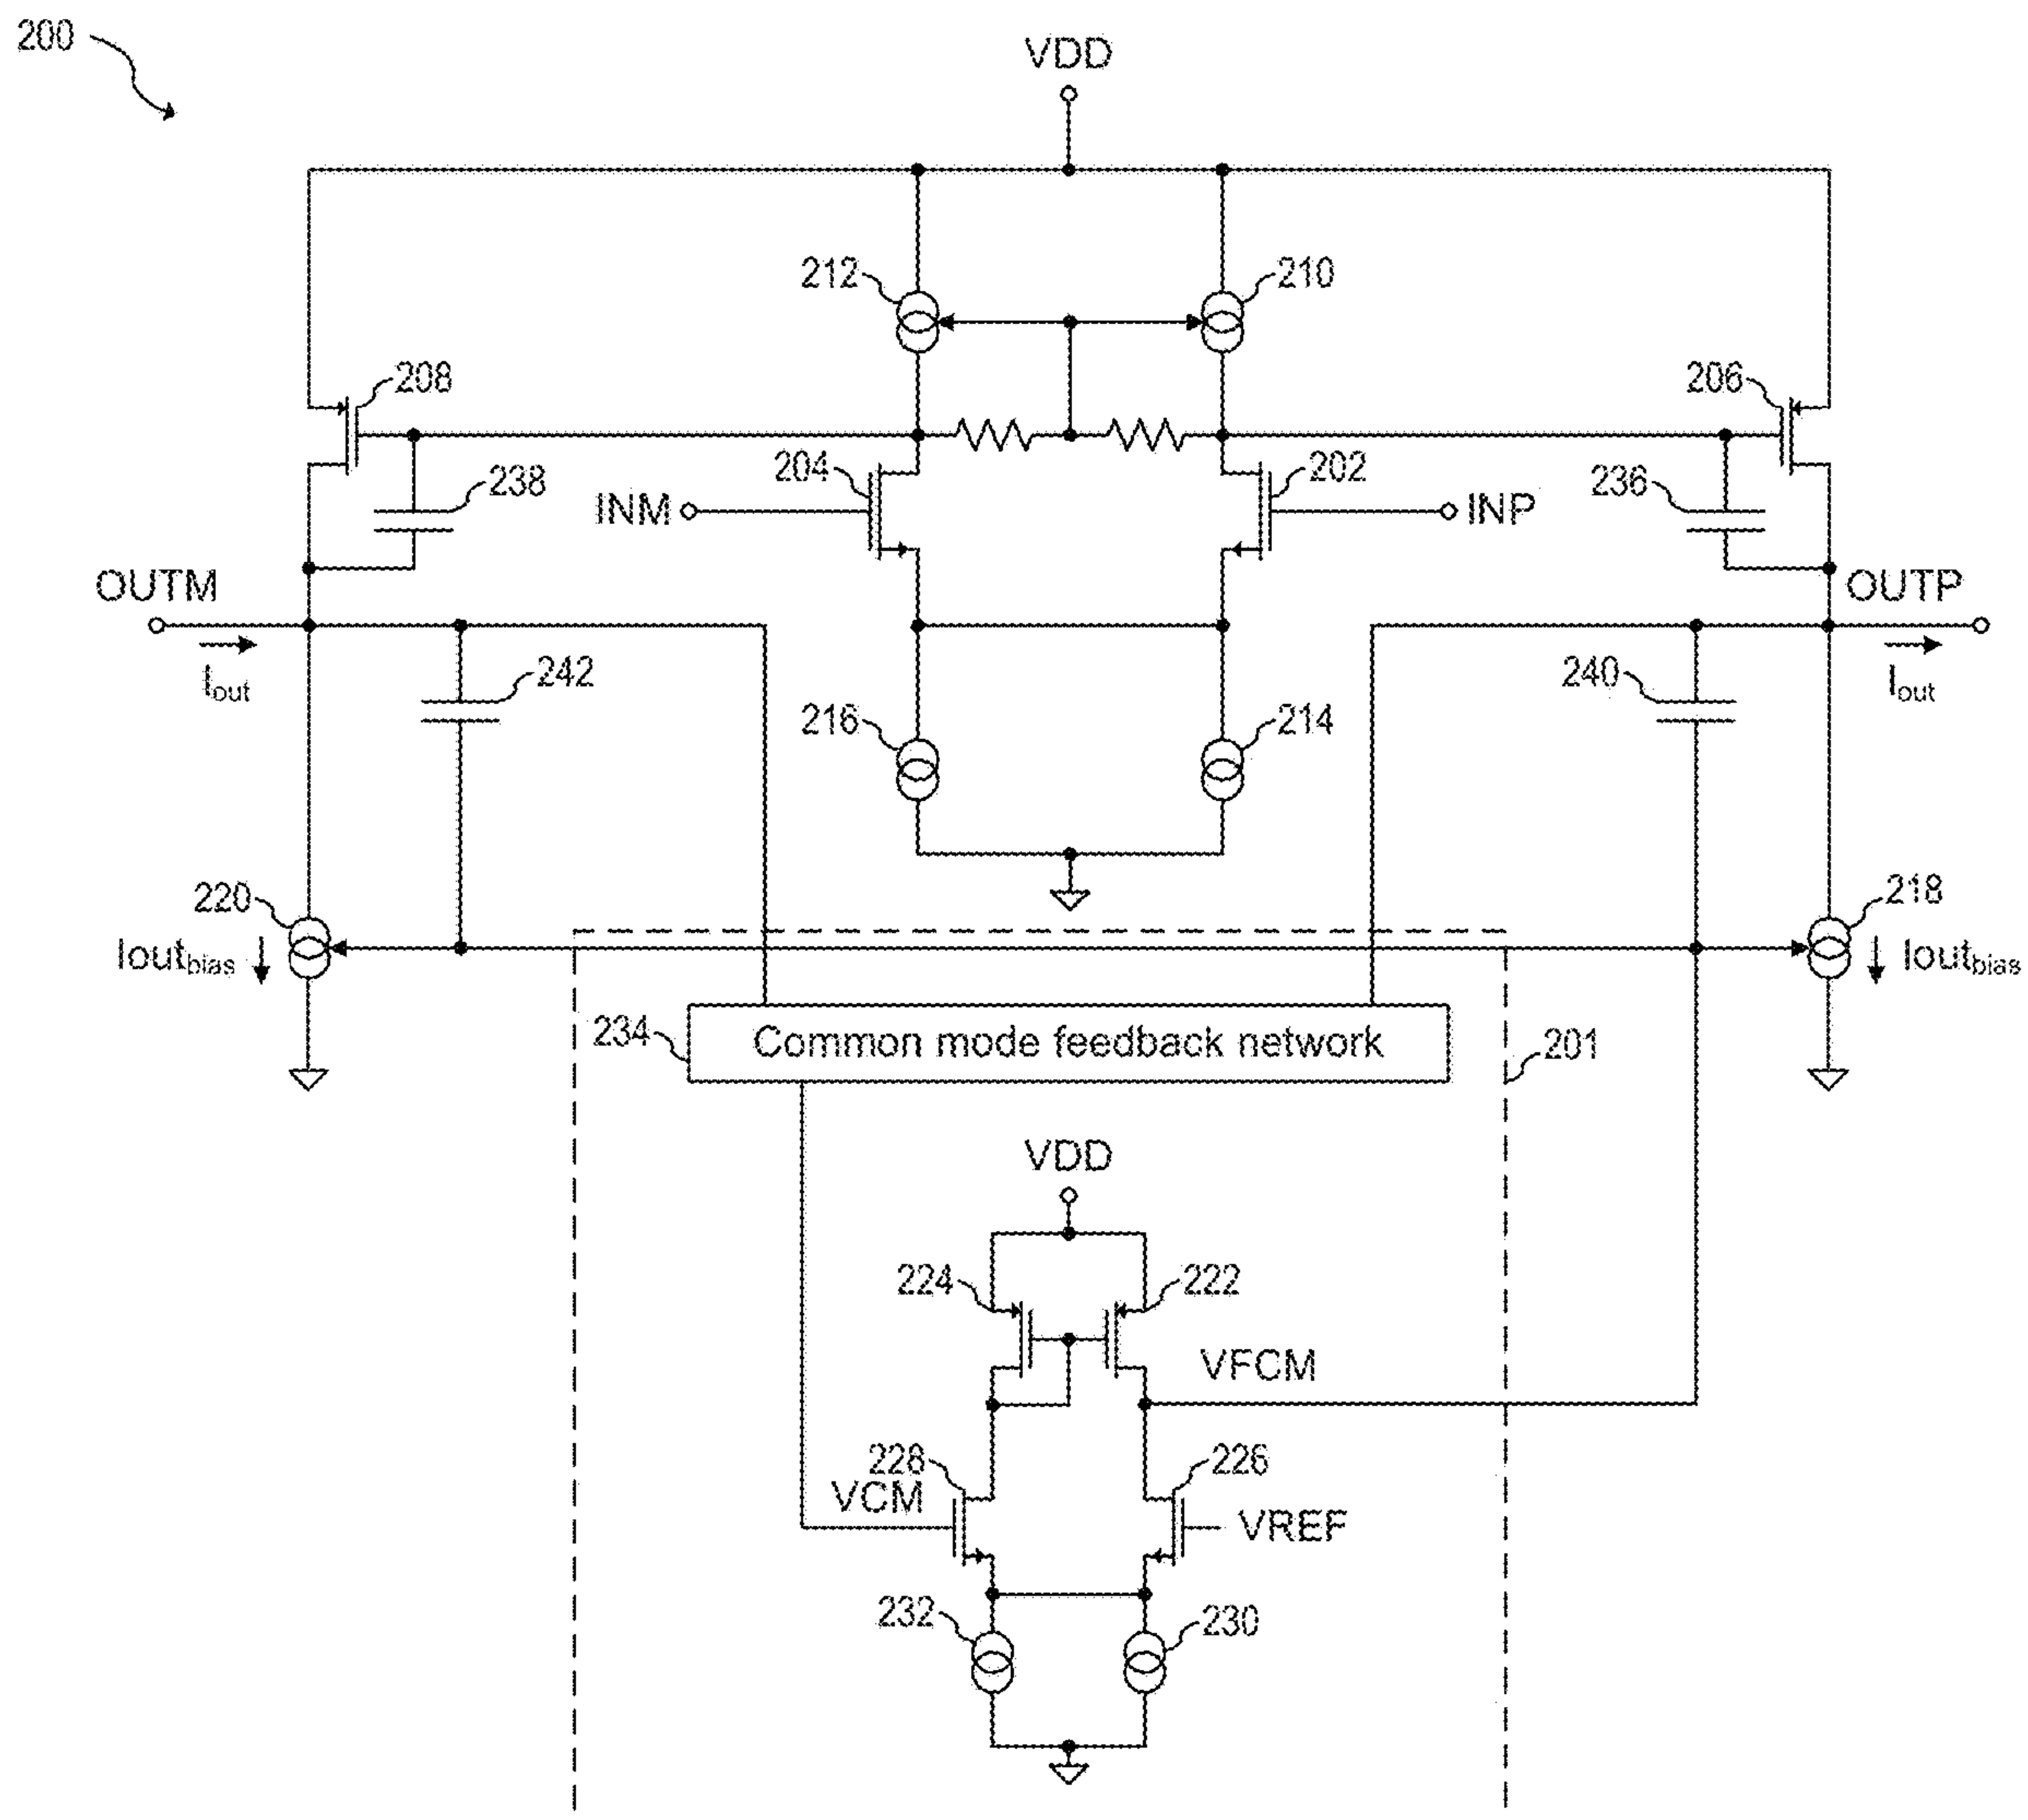 200
VDD
212
210
208
206
204
202
238
236
INM
INP
OUTM
OUTP
Iout
Iout
242
240
216
214
220
218
Ioutbias
Ioutbias
234
Common mode feedback network
201
VDD
224
222
VFCM
228
226
VCM
VREF
232
230